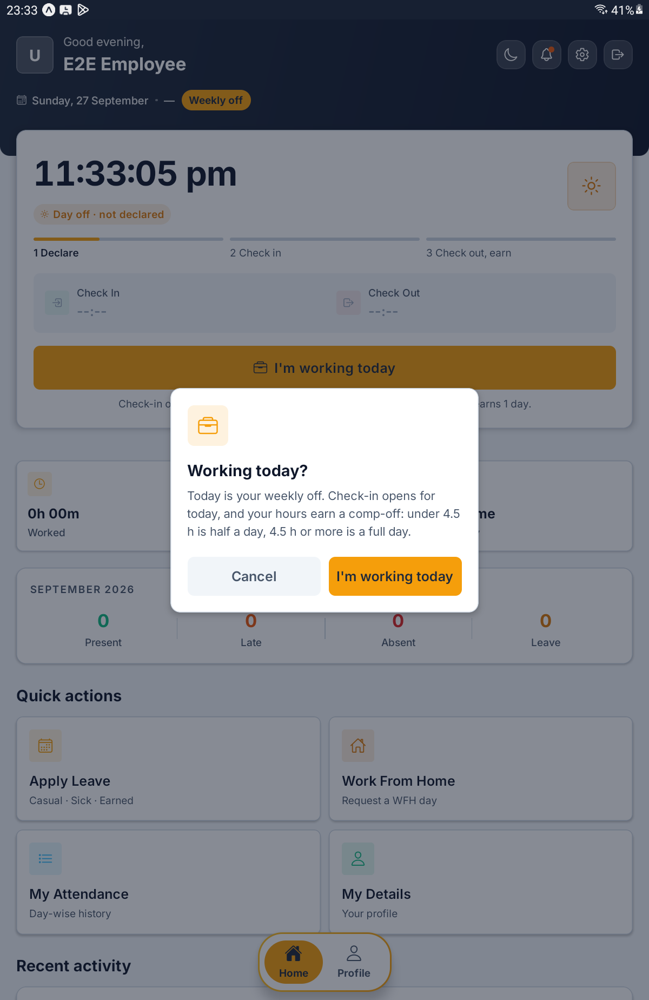 23:33
41%
U
Good evening,
E2E Employee
Sunday, 27 September • — Weekly off
11:33:05 pm
Day off · not declared
1 Declare
2 Check in
3 Check out, earn
Check In
--:--
Check Out
--:--
I'm working today
Check-in
earns 1 day.
Working today?
Today is your weekly off. Check-in opens for
today, and your hours earn a comp-off: under 4.5
h is half a day, 4.5 h or more is a full day.
Cancel
I'm working today
0h 00m
Worked
SEPTEMBER 2026
0
Present
0
Late
0
Absent
0
Leave
Quick actions
Apply Leave
Casual · Sick · Earned
Work From Home
Request a WFH day
My Attendance
Day-wise history
My Details
Your profile
Recent activity
Home
Profile